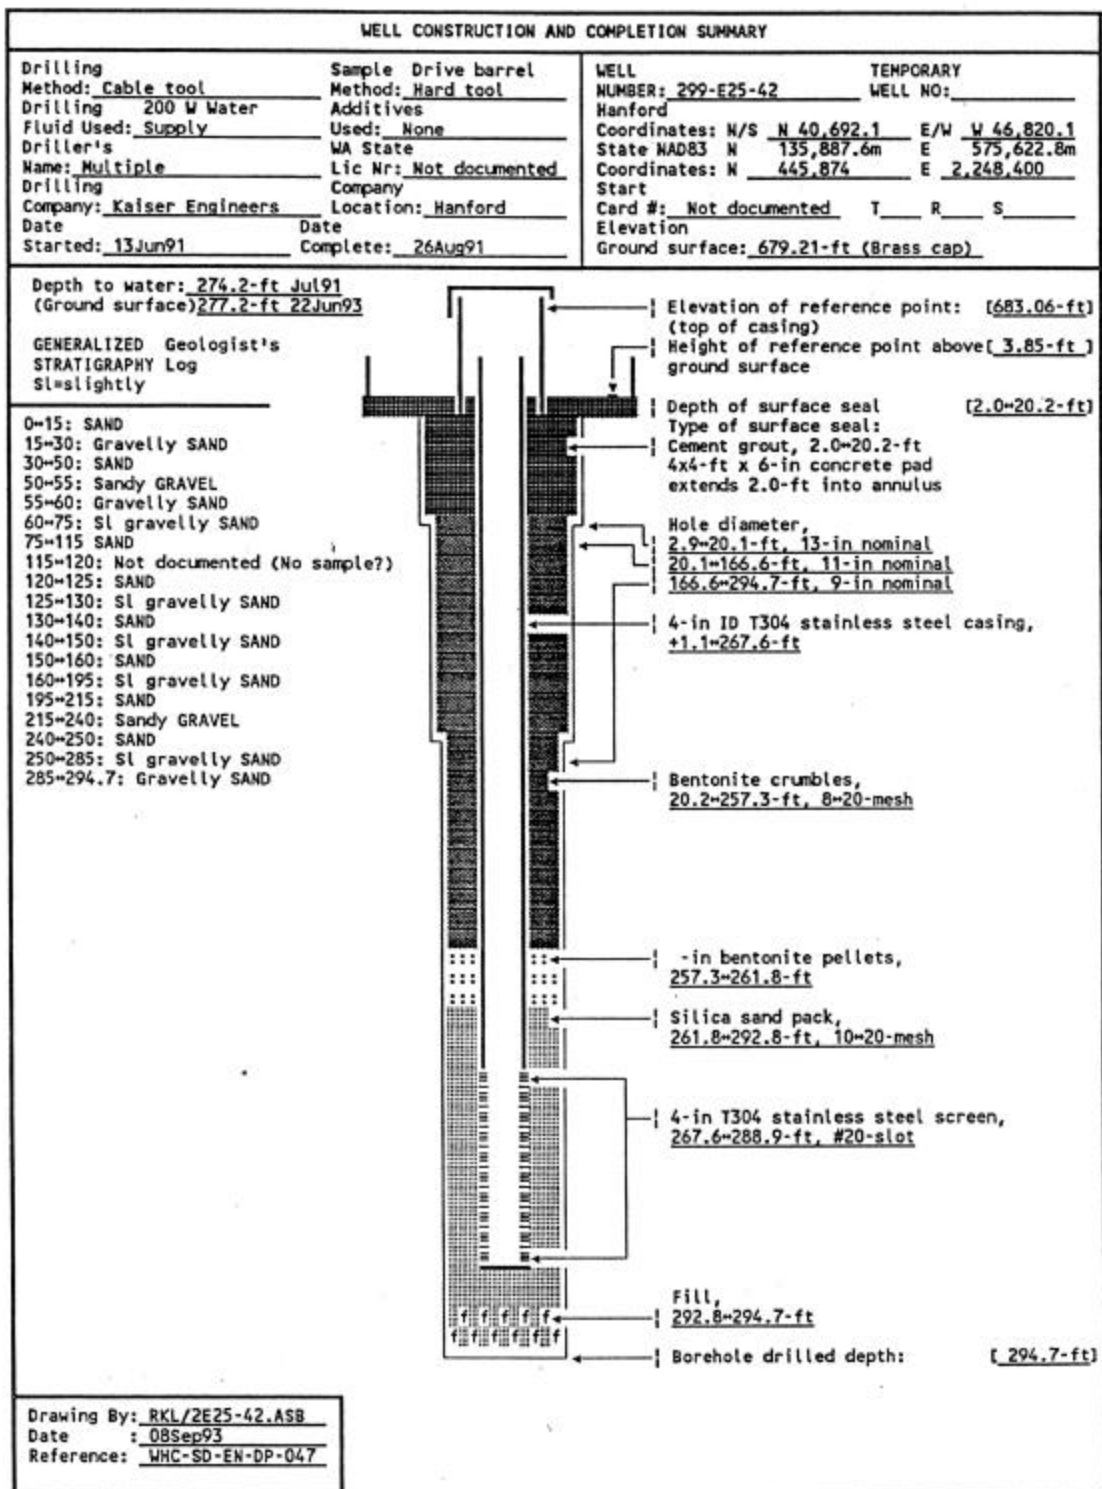 WELL CONSTRUCTION AND COMPLETION SUMMARY
Drilling Sample Drive barrel
Method: Cable tool Method: Hard tool
Drilling 200 W Water Additives
Fluid Used: Supply Used: None
Driller's WA State
Name: Multiple Lic Nr: Not documented
Drilling Company
Company: Kaiser Engineers Location: Hanford
Date Date
Started: 13Jun91 Complete: 26Aug91
WELL TEMPORARY
NUMBER: 299-E25-42 WELL NO:
Hanford
Coordinates: N/S N 40,692.1 E/W W 46,820.1
State NAD83 N 135,887.6m E 575,622.8m
Coordinates: N 445,874 E 2,248,400
Start
Card #: Not documented T R S
Elevation
Ground surface: 679.21-ft (Brass cap)
Depth to water: 274.2-ft Jul91
(Ground surface) 277.2-ft 22Jun93
GENERALIZED Geologist's
STRATIGRAPHY Log
Sl=slightly
0↔15: SAND
15↔30: Gravelly SAND
30↔50: SAND
50↔55: Sandy GRAVEL
55↔60: Gravelly SAND
60↔75: Sl gravelly SAND
75↔115 SAND
115↔120: Not documented (No sample?)
120↔125: SAND
125↔130: Sl gravelly SAND
130↔140: SAND
140↔150: Sl gravelly SAND
150↔160: SAND
160↔195: Sl gravelly SAND
195↔215: SAND
215↔240: Sandy GRAVEL
240↔250: SAND
250↔285: Sl gravelly SAND
285↔294.7: Gravelly SAND
Elevation of reference point: [683.06-ft]
(top of casing)
Height of reference point above[ 3.85-ft ]
ground surface
Depth of surface seal [2.0↔20.2-ft]
Type of surface seal:
Cement grout, 2.0↔20.2-ft
4x4-ft x 6-in concrete pad
extends 2.0-ft into annulus
Hole diameter,
2.9↔20.1-ft, 13-in nominal
20.1↔166.6-ft, 11-in nominal
166.6↔294.7-ft, 9-in nominal
4-in ID T304 stainless steel casing,
+1.1↔267.6-ft
Bentonite crumbles,
20.2↔257.3-ft, 8↔20-mesh
-in bentonite pellets,
257.3↔261.8-ft
Silica sand pack,
261.8↔292.8-ft, 10↔20-mesh
4-in T304 stainless steel screen,
267.6↔288.9-ft, #20-slot
Fill,
292.8↔294.7-ft
f f f f f
f f f f f f
Borehole drilled depth: [ 294.7-ft]
Drawing By: RKL/2E25-42.ASB
Date : 08Sep93
Reference: WHC-SD-EN-DP-047